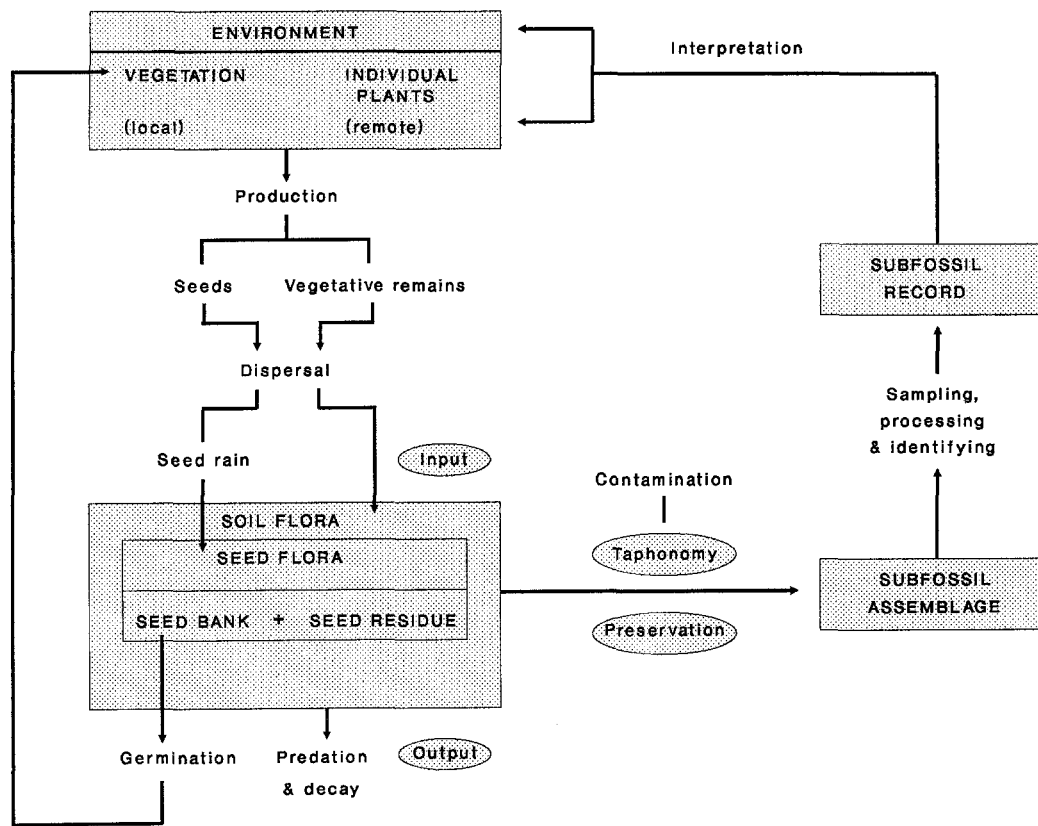 ENVIRONMENT
VEGETATION
(local)
INDIVIDUAL
PLANTS
(remote)
Interpretation
Production
Seeds
Vegetative remains
Dispersal
Seed rain
Input
SOIL FLORA
SEED FLORA
SEED BANK + SEED RESIDUE
Germination
Predation
& decay
Output
Contamination
Taphonomy
Preservation
SUBFOSSIL
ASSEMBLAGE
Sampling,
processing
& identifying
SUBFOSSIL
RECORD